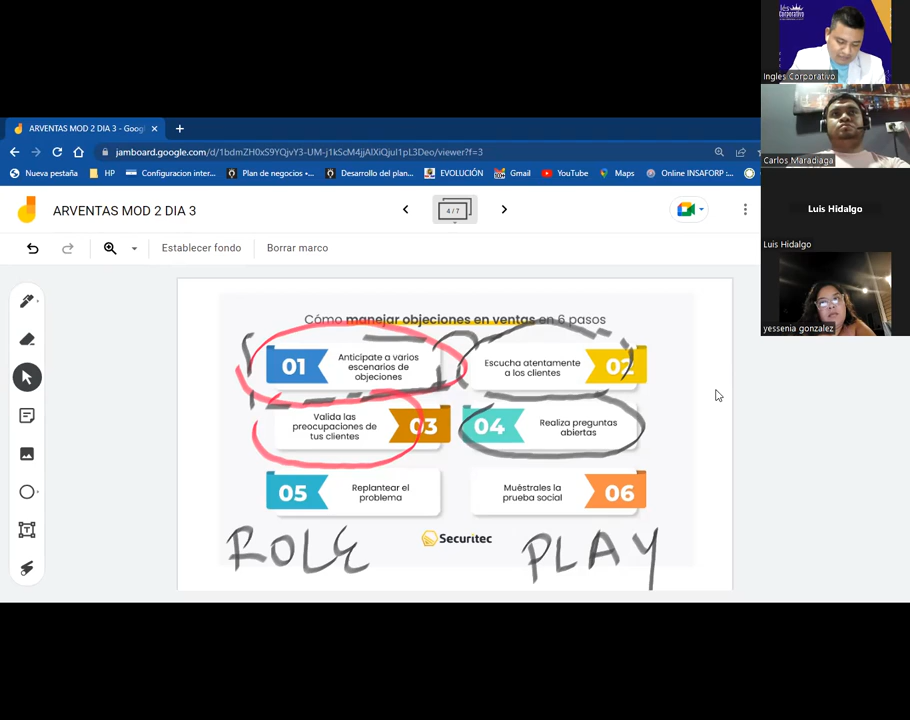 ARVENTAS MOD 2 DIA 3 - Googl
jamboard.google.com/d/1bdmZH0xS9YQjvY3-UM-j1kScM4jjAlXiQjul1pL3Deo/viewer?f=3
Nueva pestaña
HP
Configuracion inter...
Plan de negocios •...
Desarrollo del plan...
EVOLUCIÓN
Gmail
YouTube
Maps
Online INSAFORP:...
ARVENTAS MOD 2 DIA 3
4 / 7
Establecer fondo
Borrar marco
Cómo manejar objeciones en ventas en 6 pasos
01
Anticípate a varios
escenarios de
objeciones
Escucha atentamente
a los clientes
02
Valida las
preocupaciones de
tus clientes
03
04
Realiza preguntas
abiertas
05
Replantear el
problema
Muéstrales la
prueba social
06
Securitec
ROLE PLAY
Inglés
Corporativo
Ingles Corporativo
Carlos Maradiaga
Luis Hidalgo
Luis Hidalgo
yessenia gonzalez